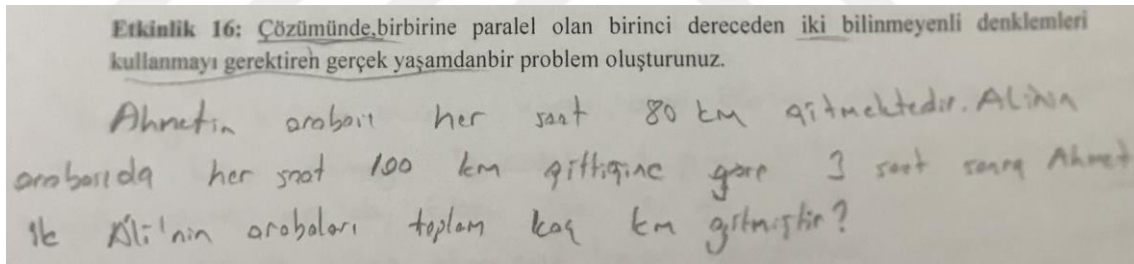 Etkinlik 16: Çözümünde,birbirine paralel olan birinci dereceden iki bilinmeyenli denklemleri
kullanmayı gerektiren gerçek yaşamdanbir problem oluşturunuz.
Ahmetin arabası her saat 80 km gitmektedir. Alinin
arabasıda her saat 100 km gittiğine göre 3 saat sonra Ahmet
ile Ali'nin arabaları toplam kaç km gitmiştir?